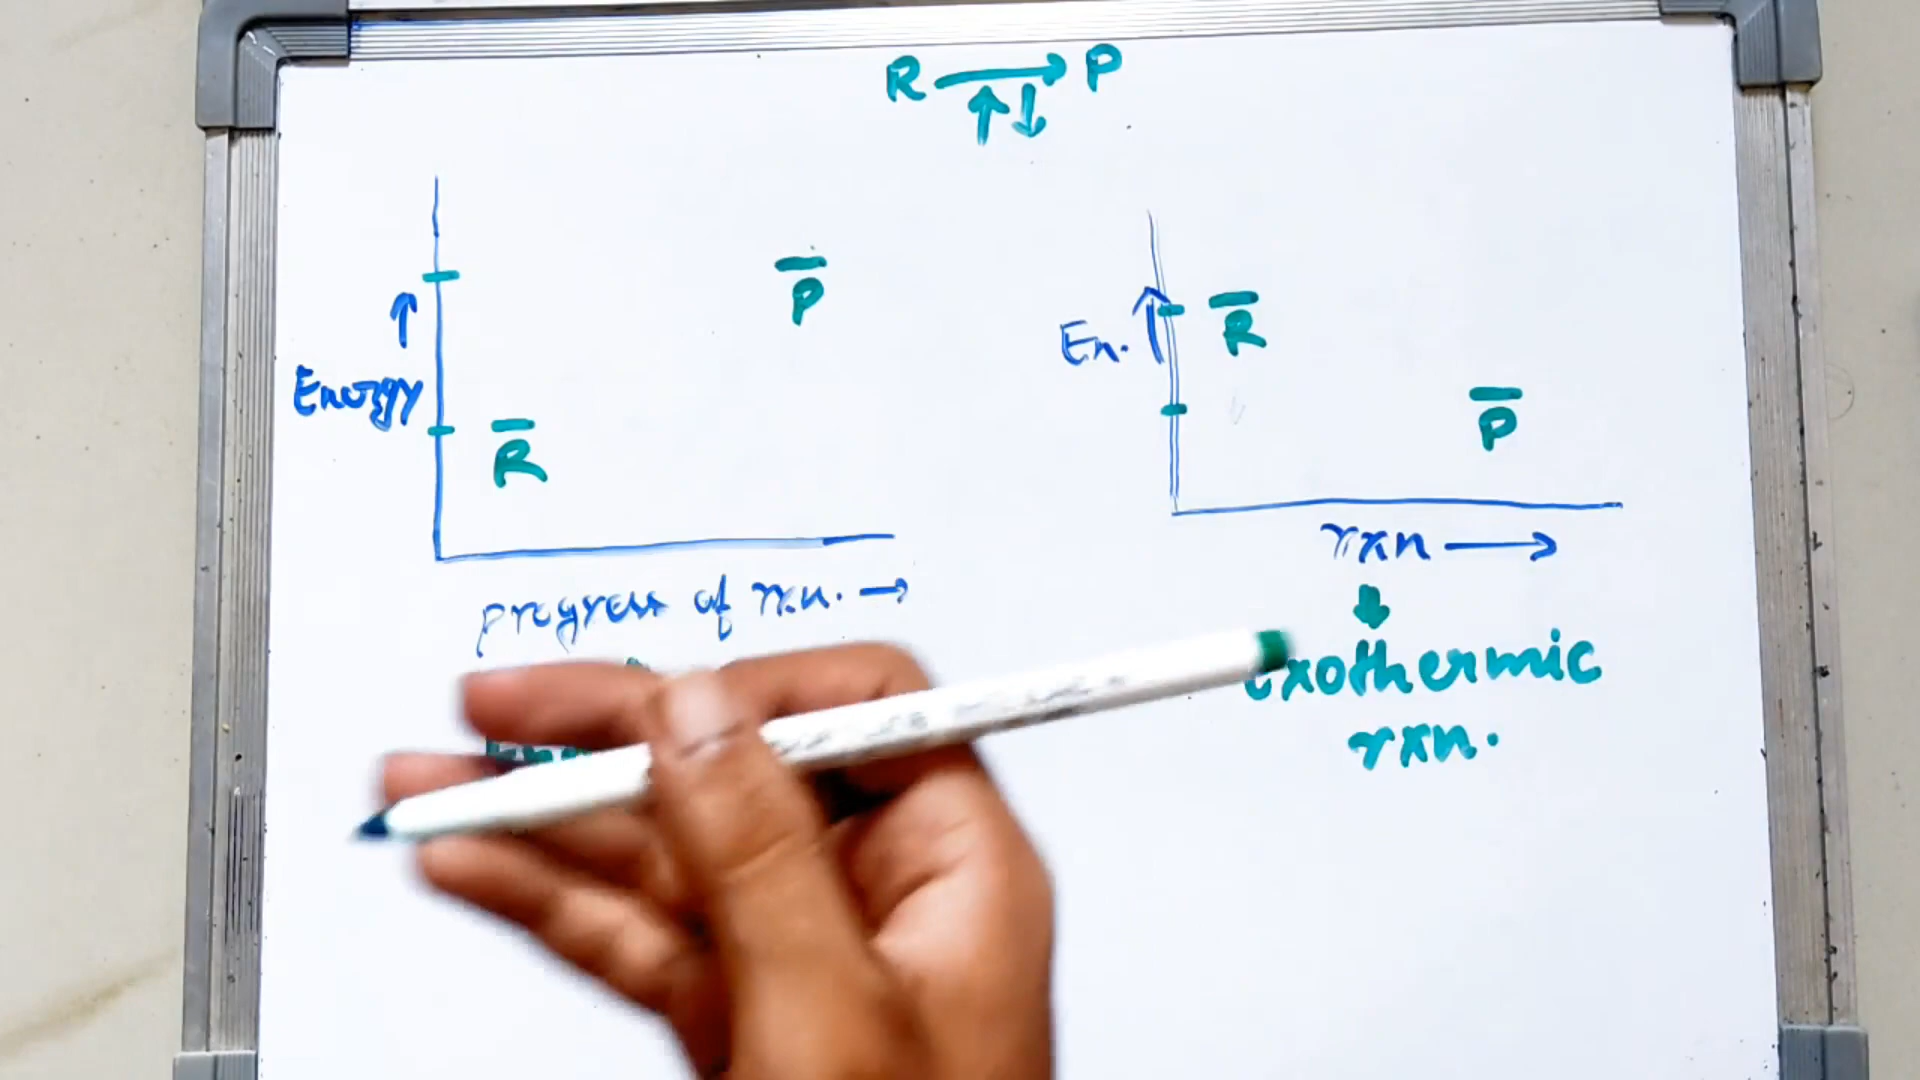 R → P
↑↓
P
↑
Energy
R
progress of rxn. →
R
En. ↑
P
rxn →
↓
exothermic
rxn.